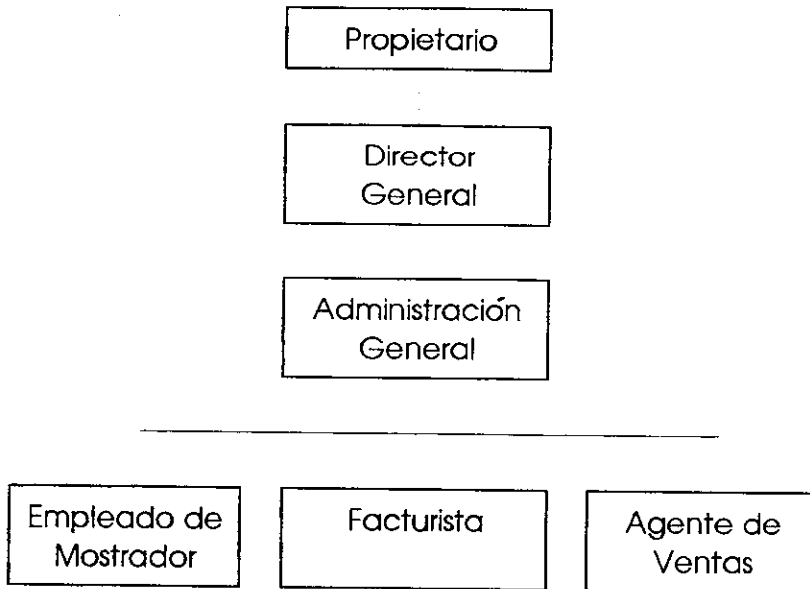 Propietario
Director
General
Administración
General
Empleado de
Mostrador
Facturista
Agente de
Ventas